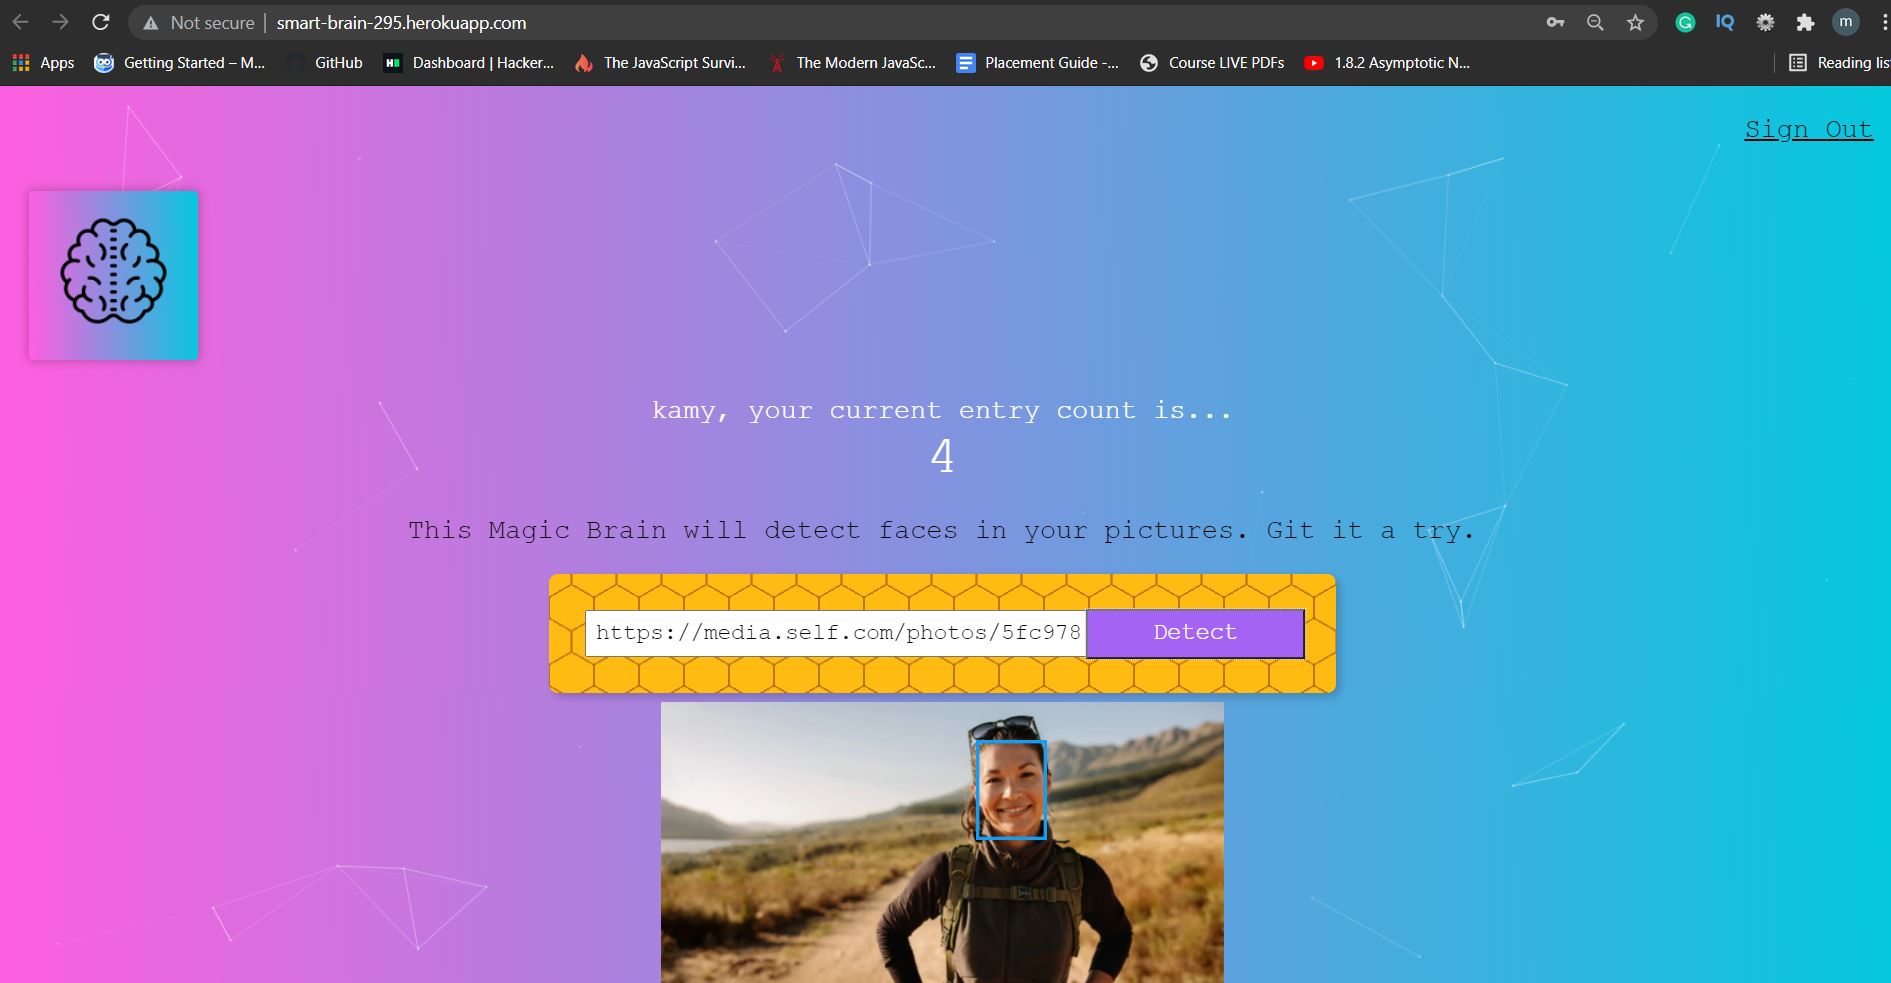 Not secure | smart-brain-295.herokuapp.com
G IQ m
Apps Getting Started – M... GitHub H Dashboard | Hacker... The JavaScript Survi... The Modern JavaSc... Placement Guide -... Course LIVE PDFs 1.8.2 Asymptotic N... Reading lis
Sign Out
kamy, your current entry count is...
4
This Magic Brain will detect faces in your pictures. Git it a try.
https://media.self.com/photos/5fc978 Detect